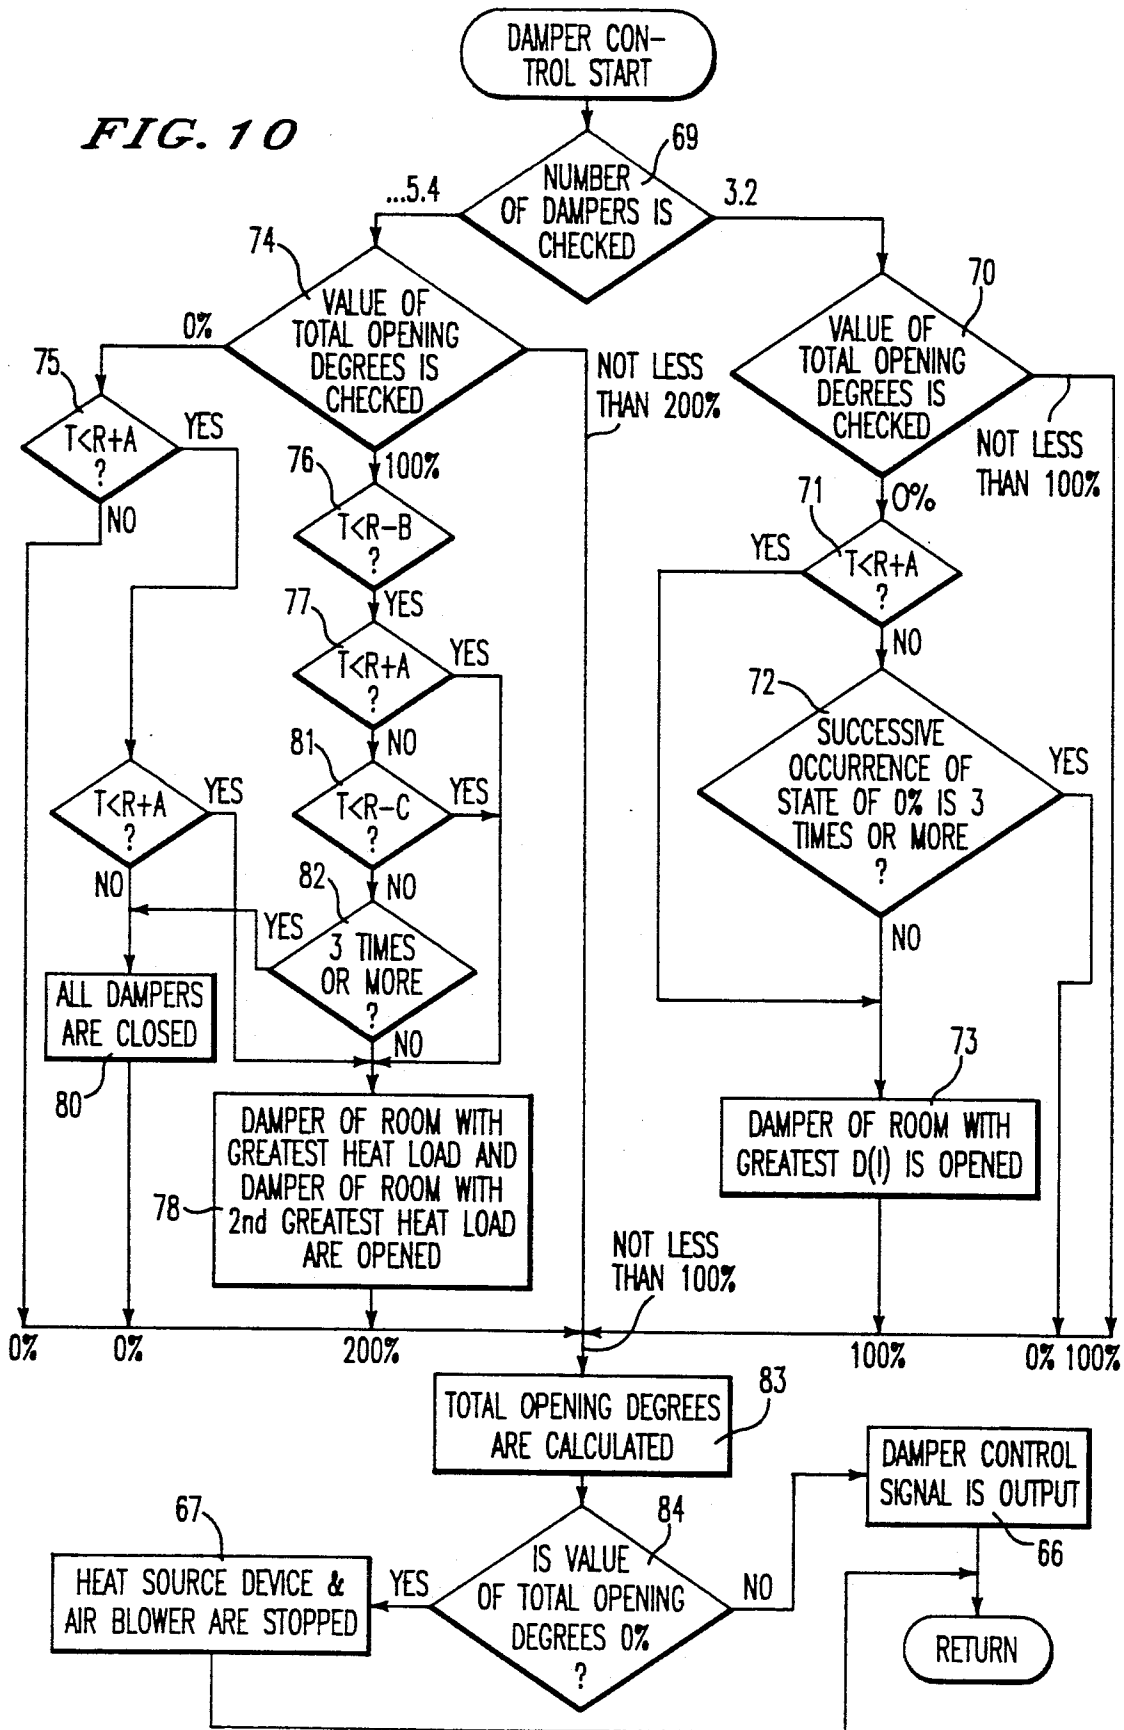 DAMPER CON-
TROL START
FIG. 10
69
NUMBER
OF DAMPERS IS
CHECKED
...5.4
3.2
74
VALUE OF
TOTAL OPENING
DEGREES IS
CHECKED
0%
NOT LESS
THAN 200%
100%
70
VALUE OF
TOTAL OPENING
DEGREES IS
CHECKED
NOT LESS
THAN 100%
0%
75
T<R+A
?
YES
NO
76
T<R-B
?
YES
71
T<R+A
?
YES
NO
77
T<R+A
?
YES
NO
72
SUCCESSIVE
OCCURRENCE OF
STATE OF 0% IS 3
TIMES OR MORE
?
YES
NO
81
T<R-C
?
YES
NO
T<R+A
?
YES
NO
82
3 TIMES
OR MORE
?
YES
NO
ALL DAMPERS
ARE CLOSED
80
DAMPER OF ROOM WITH
GREATEST HEAT LOAD AND
DAMPER OF ROOM WITH
2nd GREATEST HEAT LOAD
ARE OPENED
78
73
DAMPER OF ROOM WITH
GREATEST D(I) IS OPENED
NOT LESS
THAN 100%
0%
0%
200%
100%
0%
100%
TOTAL OPENING DEGREES
ARE CALCULATED
83
DAMPER CONTROL
SIGNAL IS OUTPUT
66
84
IS VALUE
OF TOTAL OPENING
DEGREES 0%
?
YES
NO
67
HEAT SOURCE DEVICE &
AIR BLOWER ARE STOPPED
RETURN